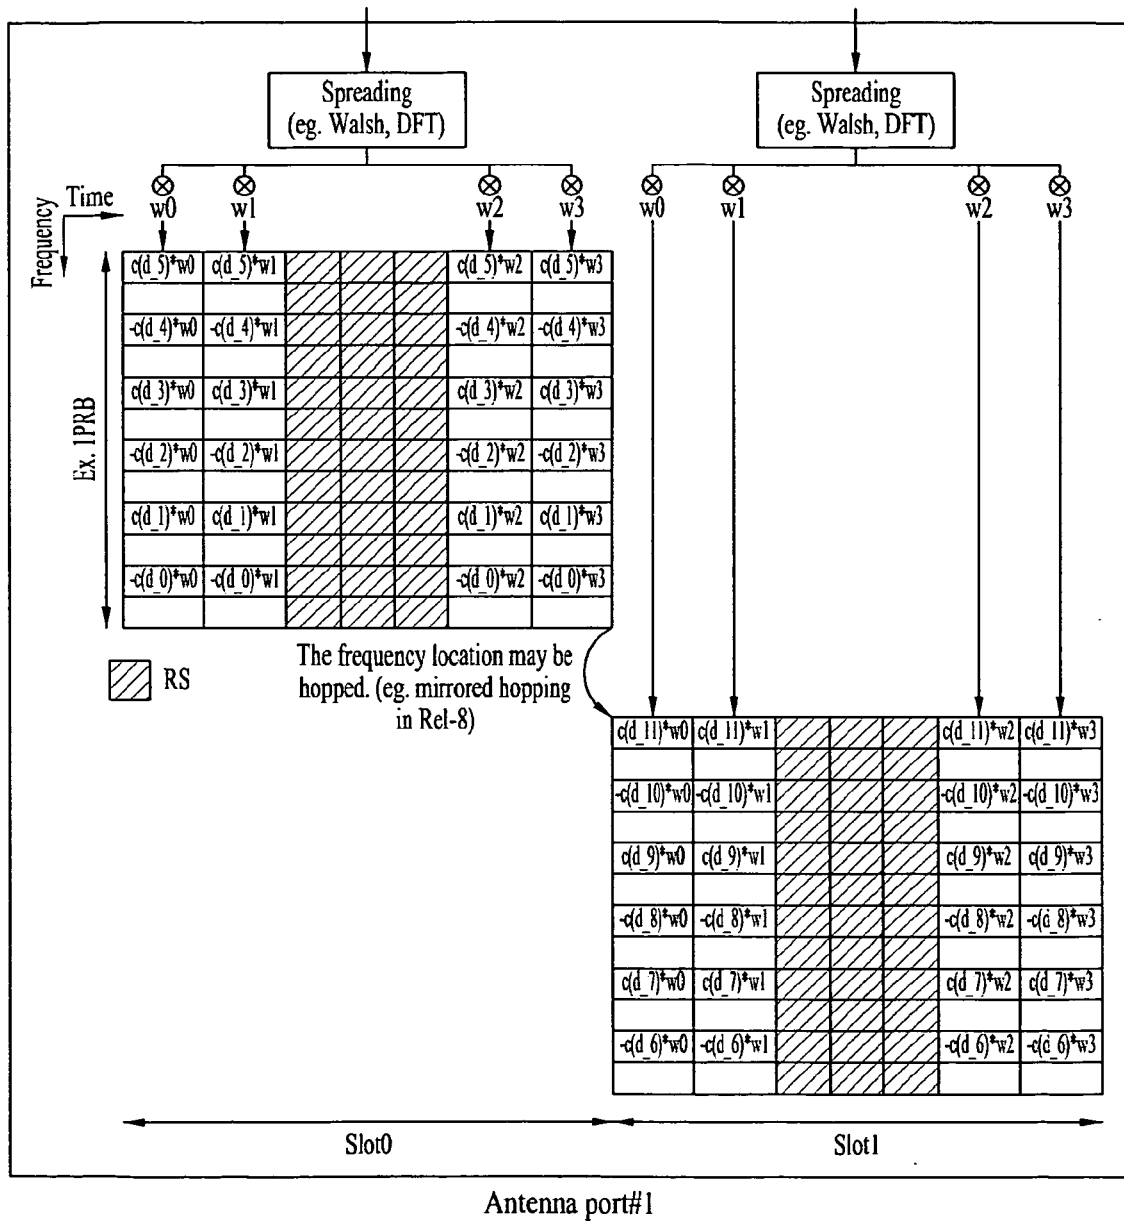 Spreading
(eg. Walsh, DFT)
Spreading
(eg. Walsh, DFT)
Time
Frequency
w0 w1 w2 w3 w0 w1 w2 w3
c(d_5)*w0 c(d_5)*w1 c(d_5)*w2 c(d_5)*w3
-c(d_4)*w0 -c(d_4)*w1 -c(d_4)*w2 -c(d_4)*w3
c(d_3)*w0 c(d_3)*w1 c(d_3)*w2 c(d_3)*w3
-c(d_2)*w0 -c(d_2)*w1 -c(d_2)*w2 -c(d_2)*w3
c(d_1)*w0 c(d_1)*w1 c(d_1)*w2 c(d_1)*w3
-c(d_0)*w0 -c(d_0)*w1 -c(d_0)*w2 -c(d_0)*w3
Ex. 1PRB
RS
The frequency location may be
hopped. (eg. mirrored hopping
in Rel-8)
c(d_11)*w0 c(d_11)*w1 c(d_11)*w2 c(d_11)*w3
-c(d_10)*w0 -c(d_10)*w1 -c(d_10)*w2 -c(d_10)*w3
c(d_9)*w0 c(d_9)*w1 c(d_9)*w2 c(d_9)*w3
-c(d_8)*w0 -c(d_8)*w1 -c(d_8)*w2 -c(d_8)*w3
c(d_7)*w0 c(d_7)*w1 c(d_7)*w2 c(d_7)*w3
-c(d_6)*w0 -c(d_6)*w1 -c(d_6)*w2 -c(d_6)*w3
Slot0 Slot1
Antenna port#1